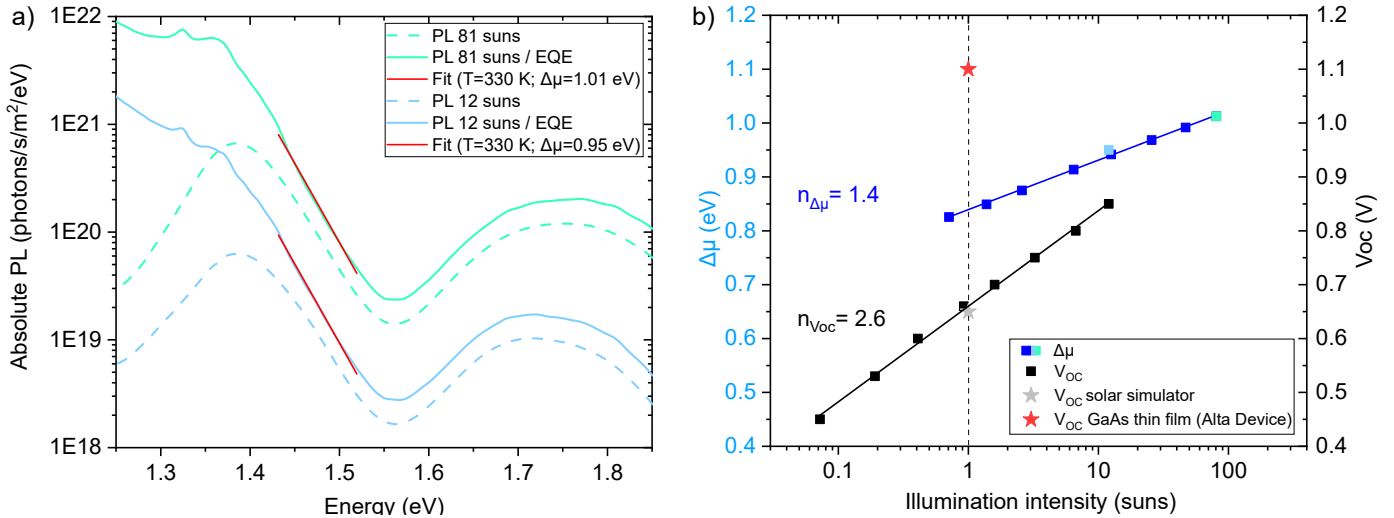 a)
1E22
1E21
1E20
1E19
1E18
Absolute PL (photons/s/m²/eV)
PL 81 suns
PL 81 suns / EQE
Fit (T=330 K; Δμ=1.01 eV)
PL 12 suns
PL 12 suns / EQE
Fit (T=330 K; Δμ=0.95 eV)
1.3 1.4 1.5 1.6 1.7 1.8
Energy (eV)
b)
1.2
1.1
1.0
0.9
0.8
0.7
0.6
0.5
0.4
Δμ (eV)
nΔμ= 1.4
nVoc= 2.6
Δμ
VOC
VOC solar simulator
VOC GaAs thin film (Alta Device)
1.2
1.1
1.0
0.9
0.8
0.7
0.6
0.5
0.4
Voc (V)
0.1 1 10 100
Illumination intensity (suns)